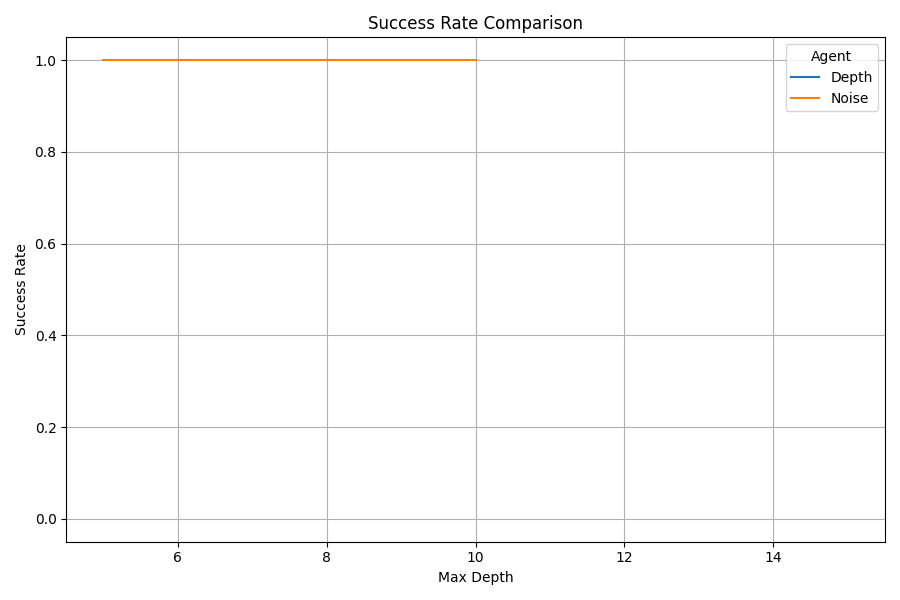 Success Rate Comparison
Agent
Depth
Noise
1.0
0.8
0.6
0.4
0.2
0.0
Success Rate
6 8 10 12 14
Max Depth